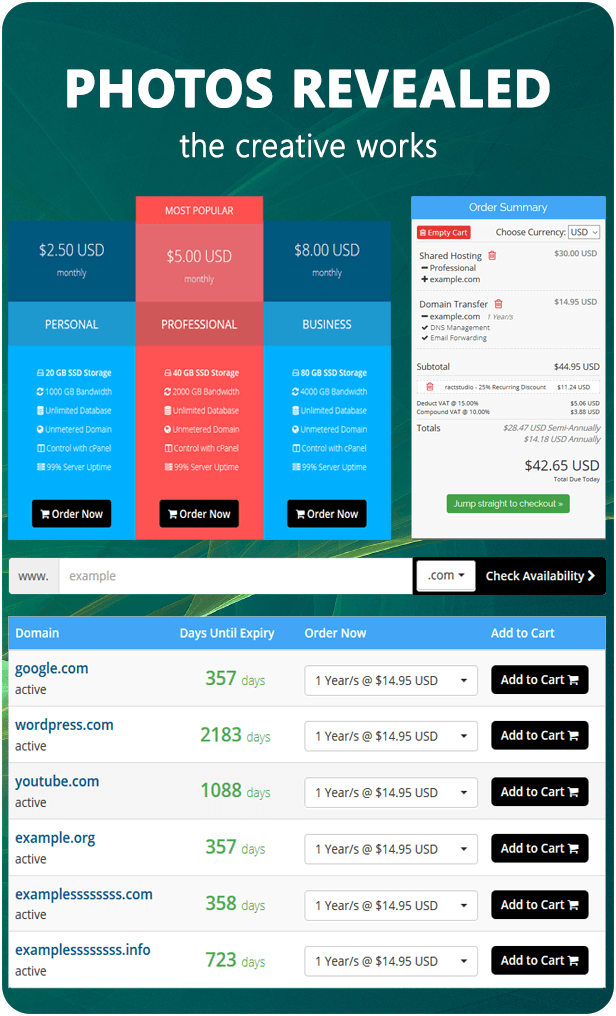 PHOTOS REVEALED
the creative works
MOST POPULAR
$2.50 USD
monthly
$5.00 USD
monthly
$8.00 USD
monthly
PERSONAL
PROFESSIONAL
BUSINESS
20 GB SSD Storage
1000 GB Bandwidth
Unlimited Database
Unmetered Domain
Control with cPanel
99% Server Uptime
Order Now
40 GB SSD Storage
2000 GB Bandwidth
Unlimited Database
Unmetered Domain
Control with cPanel
99% Server Uptime
Order Now
80 GB SSD Storage
4000 GB Bandwidth
Unlimited Database
Unmetered Domain
Control with cPanel
99% Server Uptime
Order Now
Order Summary
Empty Cart Choose Currency: USD
Shared Hosting $30.00 USD
Professional
example.com
Domain Transfer $14.95 USD
example.com 1 Year/s
DNS Management
Email Forwarding
Subtotal $44.95 USD
ractstudio - 25% Recurring Discount $11.24 USD
Deduct VAT @ 15.00% $5.06 USD
Compound VAT @ 10.00% $3.88 USD
Totals $28.47 USD Semi-Annually
$14.18 USD Annually
$42.65 USD
Total Due Today
Jump straight to checkout »
www. example .com Check Availability
Domain Days Until Expiry Order Now Add to Cart
google.com
active
357 days 1 Year/s @ $14.95 USD Add to Cart
wordpress.com
active
2183 days 1 Year/s @ $14.95 USD Add to Cart
youtube.com
active
1088 days 1 Year/s @ $14.95 USD Add to Cart
example.org
active
357 days 1 Year/s @ $14.95 USD Add to Cart
examplessssssss.com
active
358 days 1 Year/s @ $14.95 USD Add to Cart
examplessssssss.info
active
723 days 1 Year/s @ $14.95 USD Add to Cart